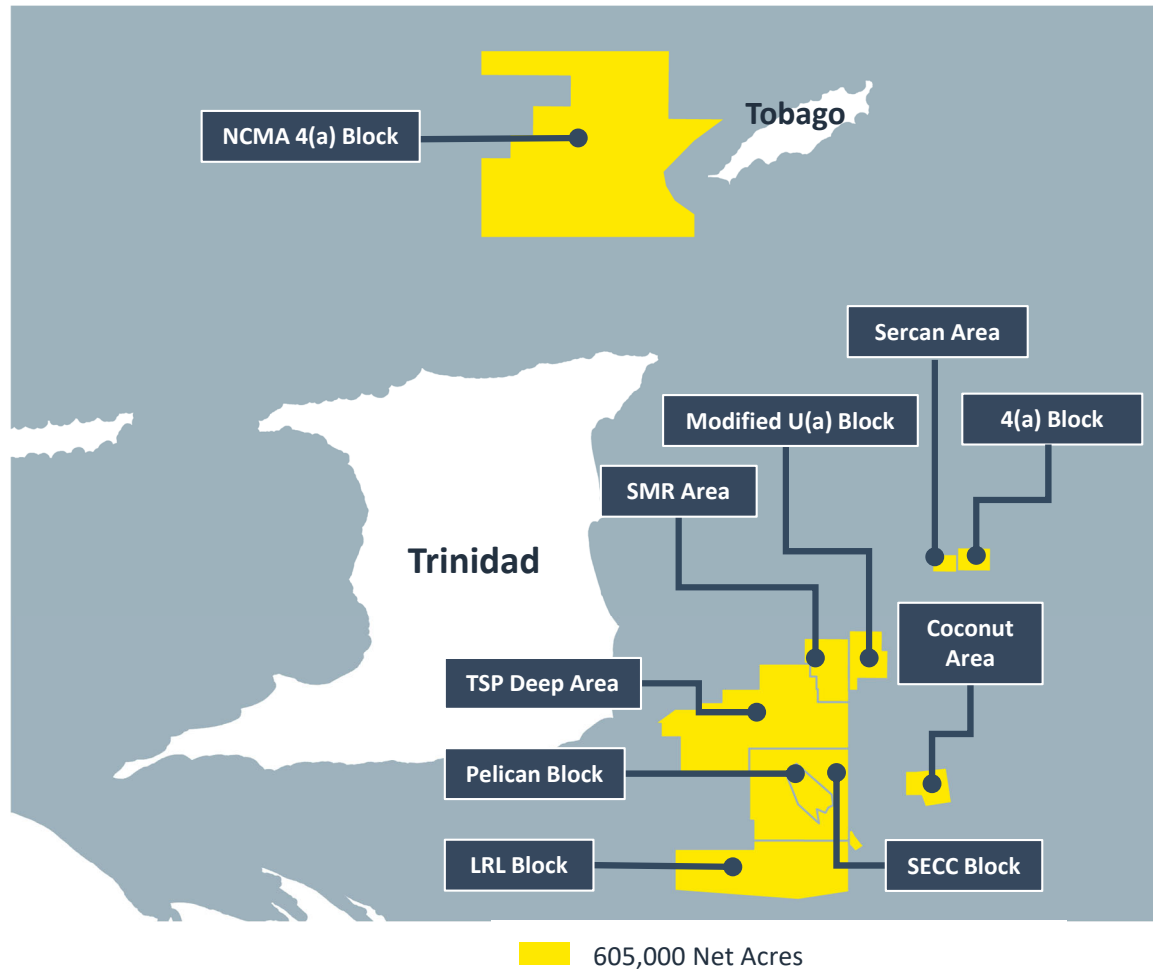 Tobago
NCMA 4(a) Block
Sercan Area
Modified U(a) Block
4(a) Block
SMR Area
Trinidad
Coconut
Area
TSP Deep Area
Pelican Block
LRL Block
SECC Block
605,000 Net Acres